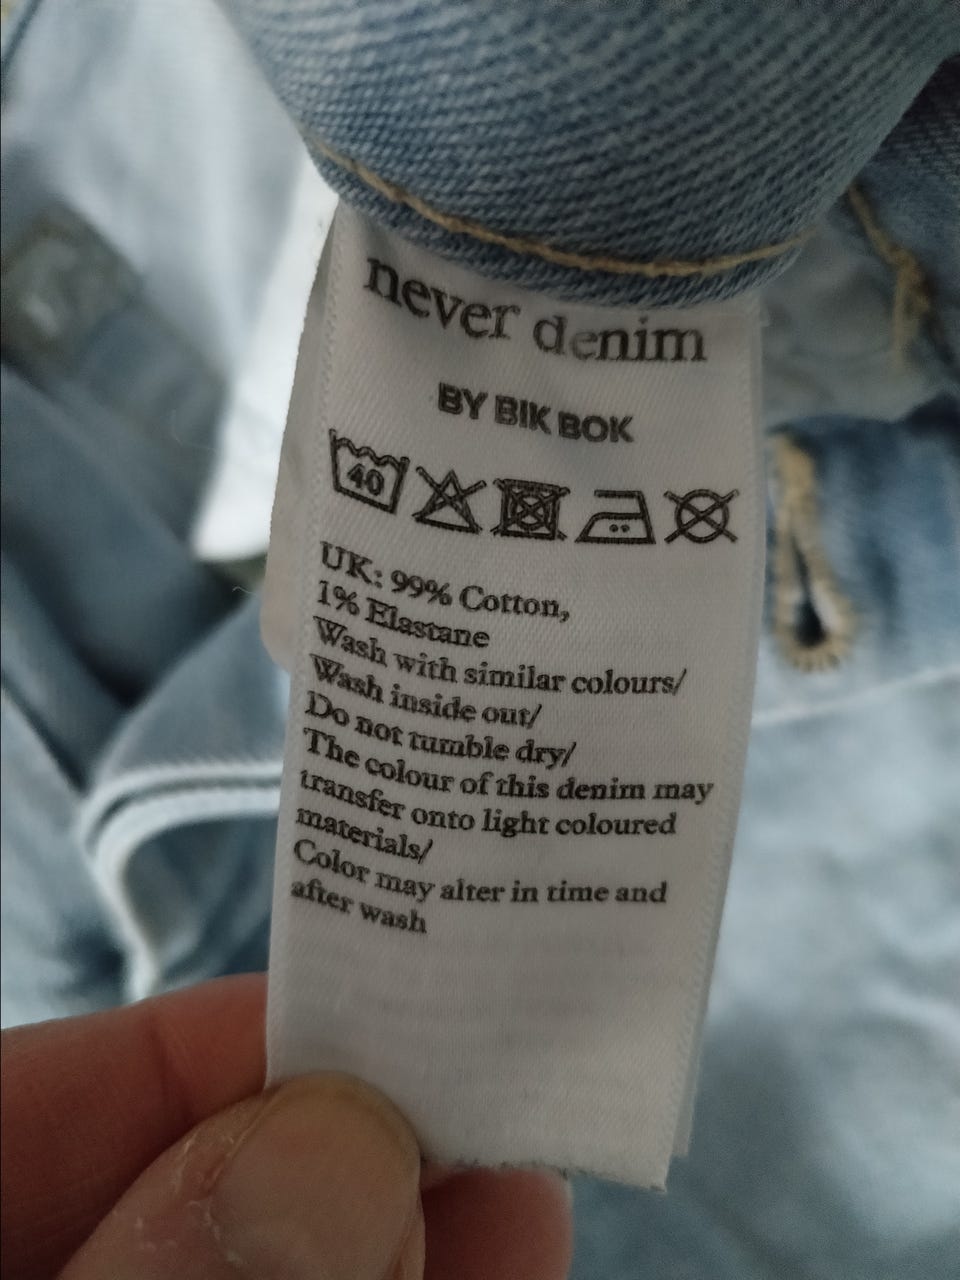 never denim
BY BIK BOK
40
UK: 99% Cotton,
1% Elastane
Wash with similar colours/
Wash inside out/
Do not tumble dry/
The colour of this denim may
transfer onto light coloured
materials/
Color may alter in time and
after wash